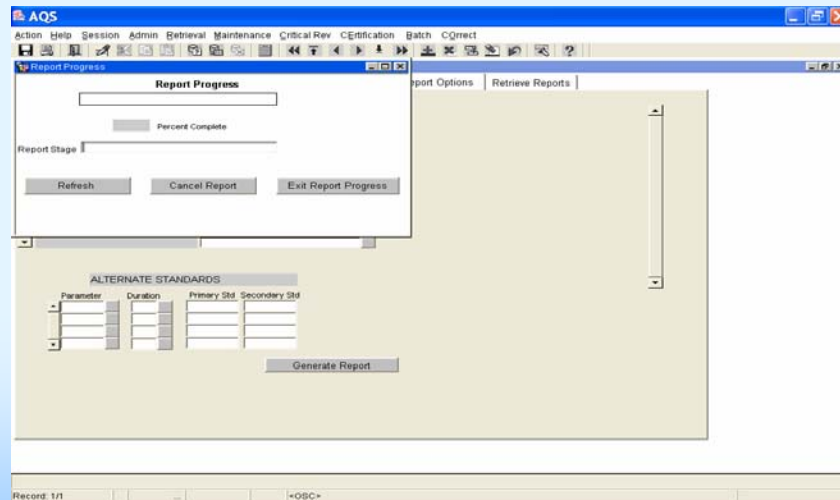 AQS
Action Help Session Admin Retrieval Maintenance Critical Rev CErtification Batch COrrect
Report Progress
Report Options Retrieve Reports
Report Progress
Percent Complete
Report Stage
Refresh Cancel Report Exit Report Progress
ALTERNATE STANDARDS
Parameter Duration Primary Std Secondary Std
Generate Report
Record: 1/1 ... <OSC>